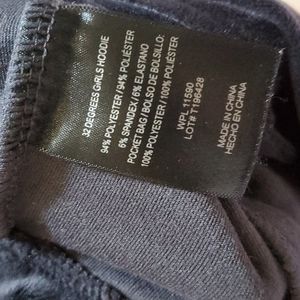 32 DEGREES GIRLS HOODIE
94% POLYESTER/94% POLIÉSTER
6% SPANDEX/6% ELASTANO
POCKET BAG/BOLSO DE BOLSILLO:
100% POLYESTER/100% POLIÉSTER
WPL 11590
LOT# T196428
MADE IN CHINA
HECHO EN CHINA